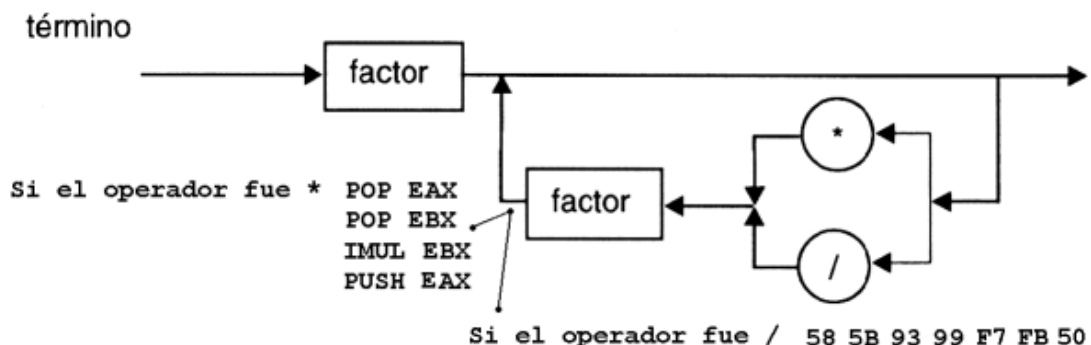 término
factor
*
Si el operador fue * POP EAX
POP EBX
IMUL EBX
PUSH EAX
factor
/
Si el operador fue / 58 5B 93 99 F7 FB 50